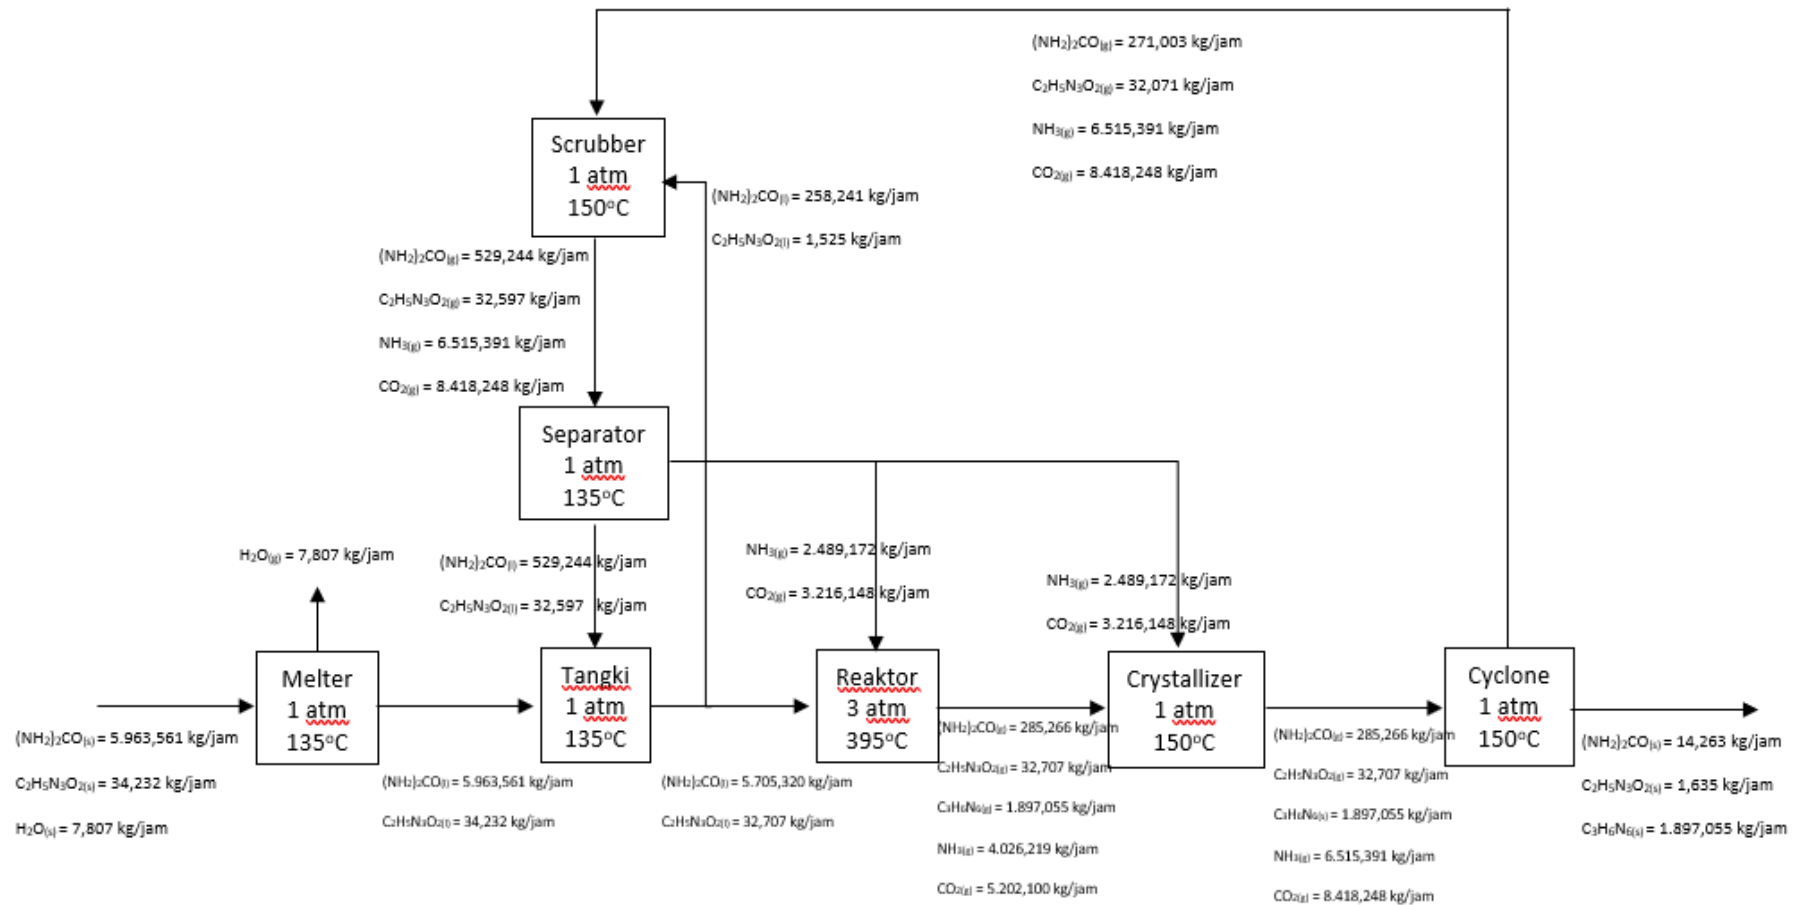 (NH₂)₂CO₍g₎ = 271,003 kg/jam
C₂H₅N₃O₂₍g₎ = 32,071 kg/jam
NH₃₍g₎ = 6.515,391 kg/jam
CO₂₍g₎ = 8.418,248 kg/jam
Scrubber
1 atm
150°C
(NH₂)₂CO₍l₎ = 258,241 kg/jam
C₂H₅N₃O₂₍l₎ = 1,525 kg/jam
(NH₂)₂CO₍g₎ = 529,244 kg/jam
C₂H₅N₃O₂₍g₎ = 32,597 kg/jam
NH₃₍g₎ = 6.515,391 kg/jam
CO₂₍g₎ = 8.418,248 kg/jam
Separator
1 atm
135°C
H₂O₍g₎ = 7,807 kg/jam
(NH₂)₂CO₍l₎ = 529,244 kg/jam
C₂H₅N₃O₂₍l₎ = 32,597 kg/jam
NH₃₍g₎ = 2.489,172 kg/jam
CO₂₍g₎ = 3.216,148 kg/jam
NH₃₍g₎ = 2.489,172 kg/jam
CO₂₍g₎ = 3.216,148 kg/jam
Melter
1 atm
135°C
Tangki
1 atm
135°C
Reaktor
3 atm
395°C
Crystallizer
1 atm
150°C
Cyclone
1 atm
150°C
(NH₂)₂CO₍s₎ = 5.963,561 kg/jam
C₂H₅N₃O₂₍s₎ = 34,232 kg/jam
H₂O₍s₎ = 7,807 kg/jam
(NH₂)₂CO₍l₎ = 5.963,561 kg/jam
C₂H₅N₃O₂₍l₎ = 34,232 kg/jam
(NH₂)₂CO₍l₎ = 5.705,320 kg/jam
C₂H₅N₃O₂₍l₎ = 32,707 kg/jam
(NH₂)₂CO₍g₎ = 285,266 kg/jam
C₂H₅N₃O₂₍g₎ = 32,707 kg/jam
C₃H₆N₆₍g₎ = 1.897,055 kg/jam
NH₃₍g₎ = 4.026,219 kg/jam
CO₂₍g₎ = 5.202,100 kg/jam
(NH₂)₂CO₍g₎ = 285,266 kg/jam
C₂H₅N₃O₂₍g₎ = 32,707 kg/jam
C₃H₆N₆₍s₎ = 1.897,055 kg/jam
NH₃₍g₎ = 6.515,391 kg/jam
CO₂₍g₎ = 8.418,248 kg/jam
(NH₂)₂CO₍s₎ = 14,263 kg/jam
C₂H₅N₃O₂₍s₎ = 1,635 kg/jam
C₃H₆N₆₍s₎ = 1.897,055 kg/jam